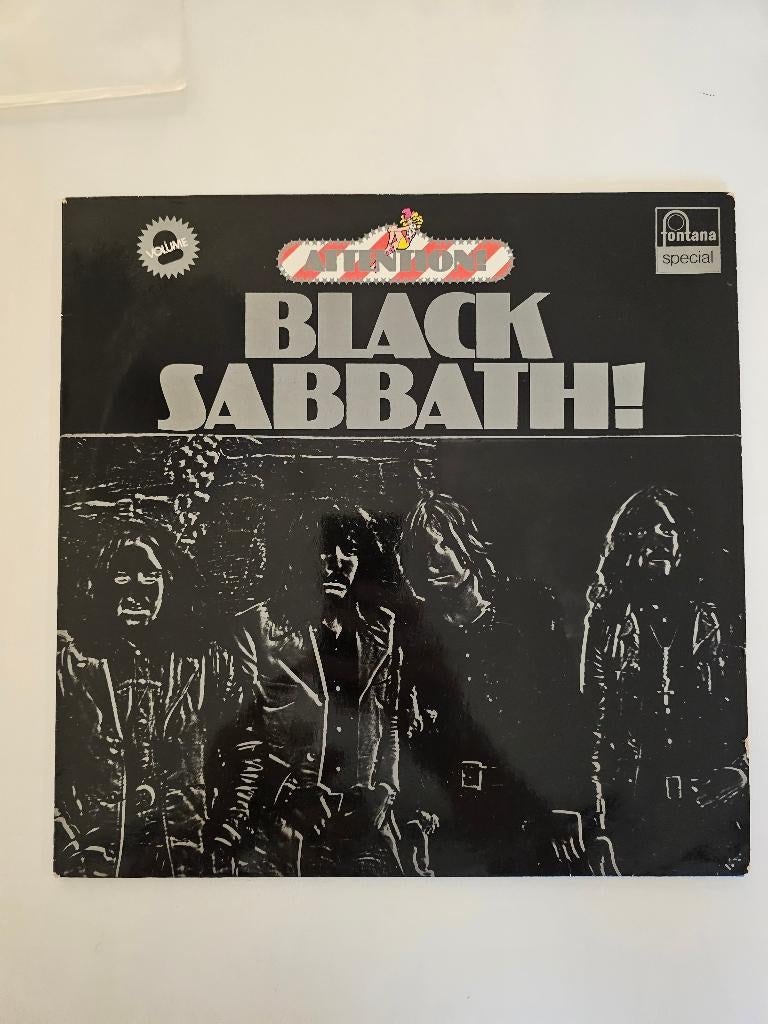 VOLUME
2
ATTENTION!
fontana
special
BLACK
SABBATH!